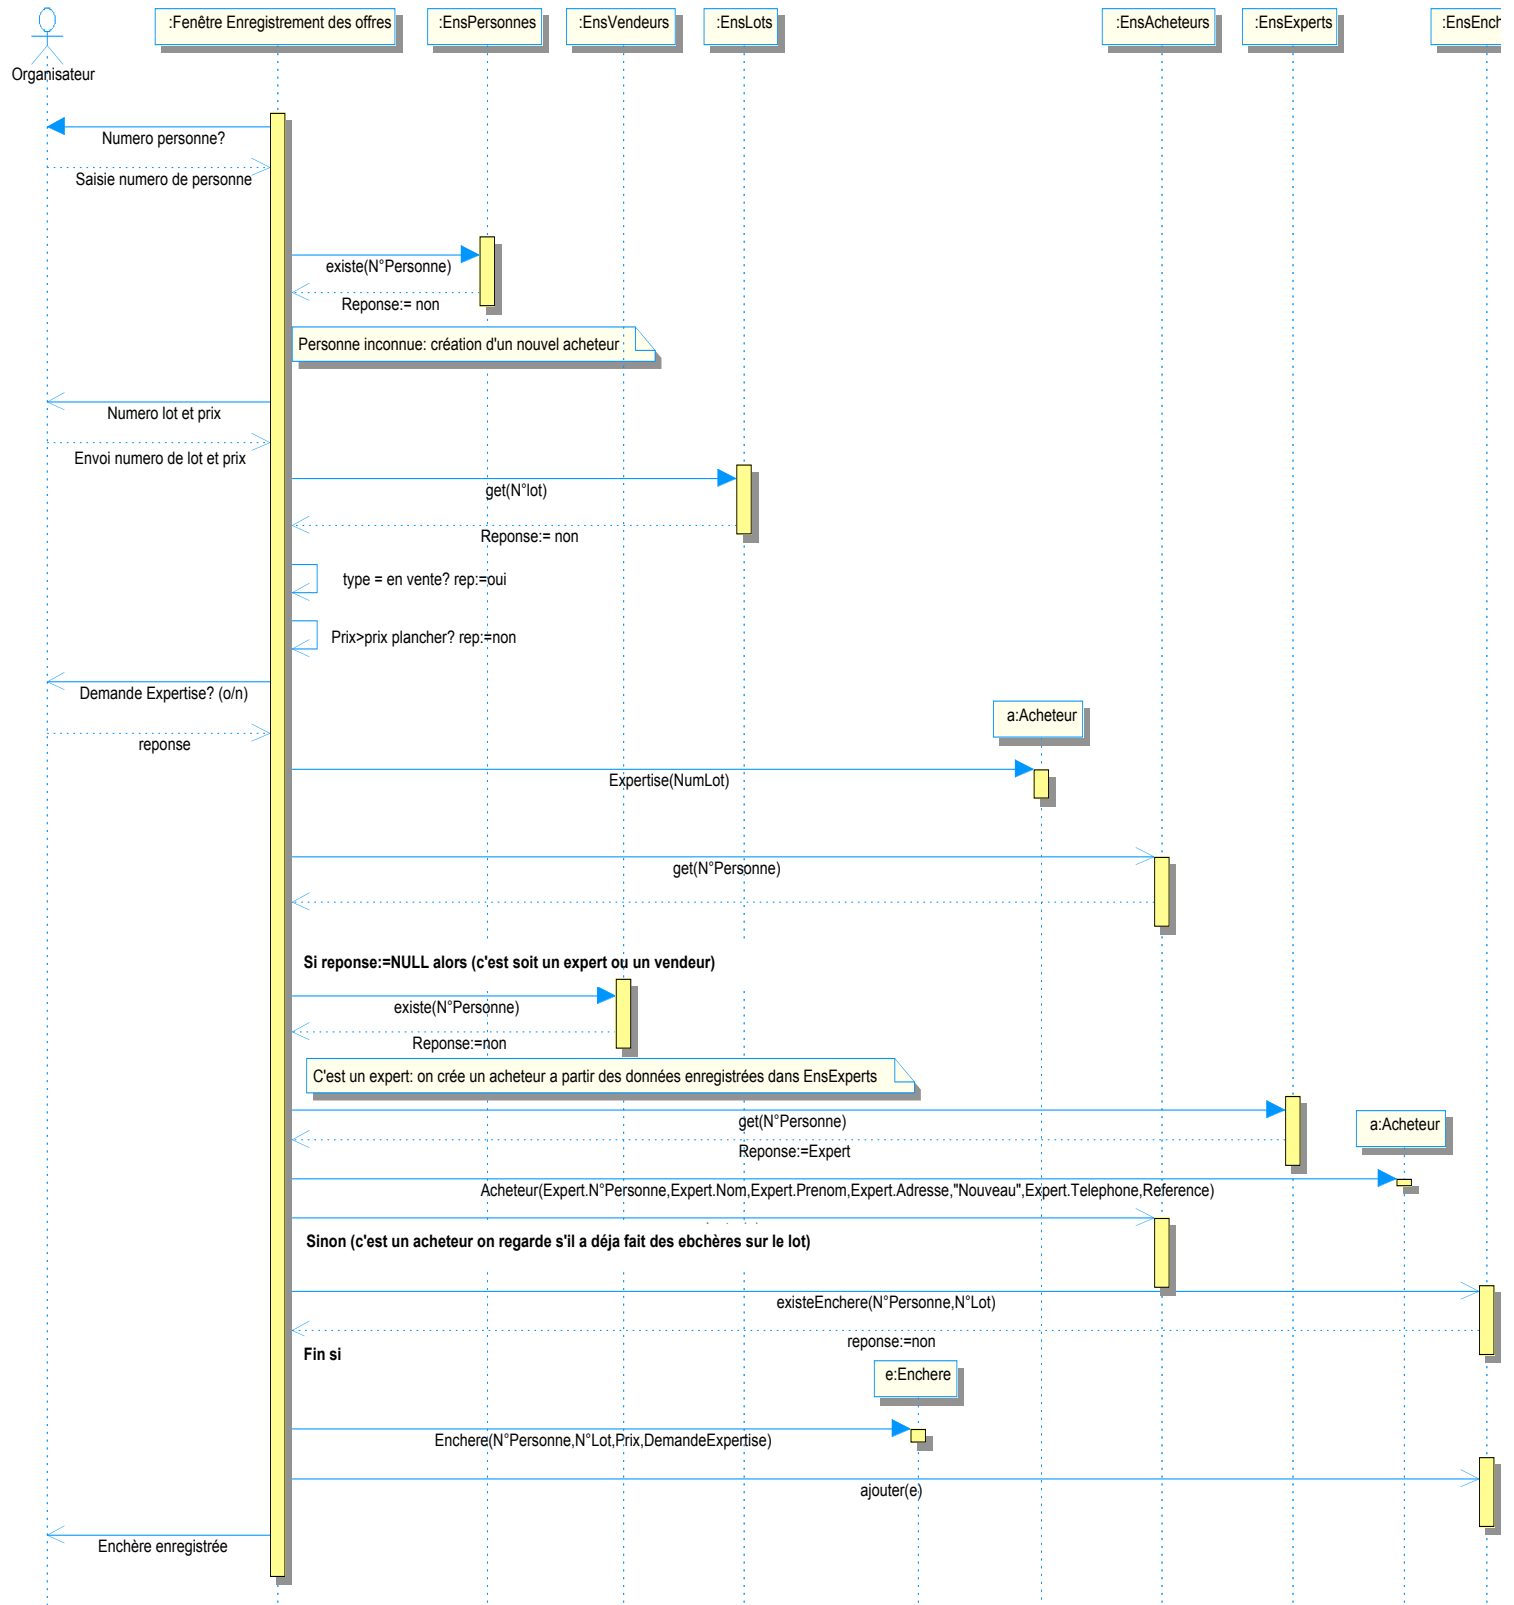 :Fenêtre Enregistrement des offres
:EnsPersonnes
:EnsVendeurs
:EnsLots
:EnsAcheteurs
:EnsExperts
:EnsEnch
Organisateur
Numero personne?
Saisie numero de personne
existe(N°Personne)
Reponse:= non
Personne inconnue: création d'un nouvel acheteur
Numero lot et prix
Envoi numero de lot et prix
get(N°lot)
Reponse:= non
type = en vente? rep:=oui
Prix>prix plancher? rep:=non
Demande Expertise? (o/n)
a:Acheteur
reponse
Expertise(NumLot)
get(N°Personne)
Si reponse:=NULL alors (c'est soit un expert ou un vendeur)
existe(N°Personne)
Reponse:=non
C'est un expert: on crée un acheteur a partir des données enregistrées dans EnsExperts
get(N°Personne)
a:Acheteur
Reponse:=Expert
Acheteur(Expert.N°Personne,Expert.Nom,Expert.Prenom,Expert.Adresse,"Nouveau",Expert.Telephone,Reference)
Sinon (c'est un acheteur on regarde s'il a déja fait des ebchères sur le lot)
existeEnchere(N°Personne,N°Lot)
reponse:=non
Fin si
e:Enchere
Enchere(N°Personne,N°Lot,Prix,DemandeExpertise)
ajouter(e)
Enchère enregistrée